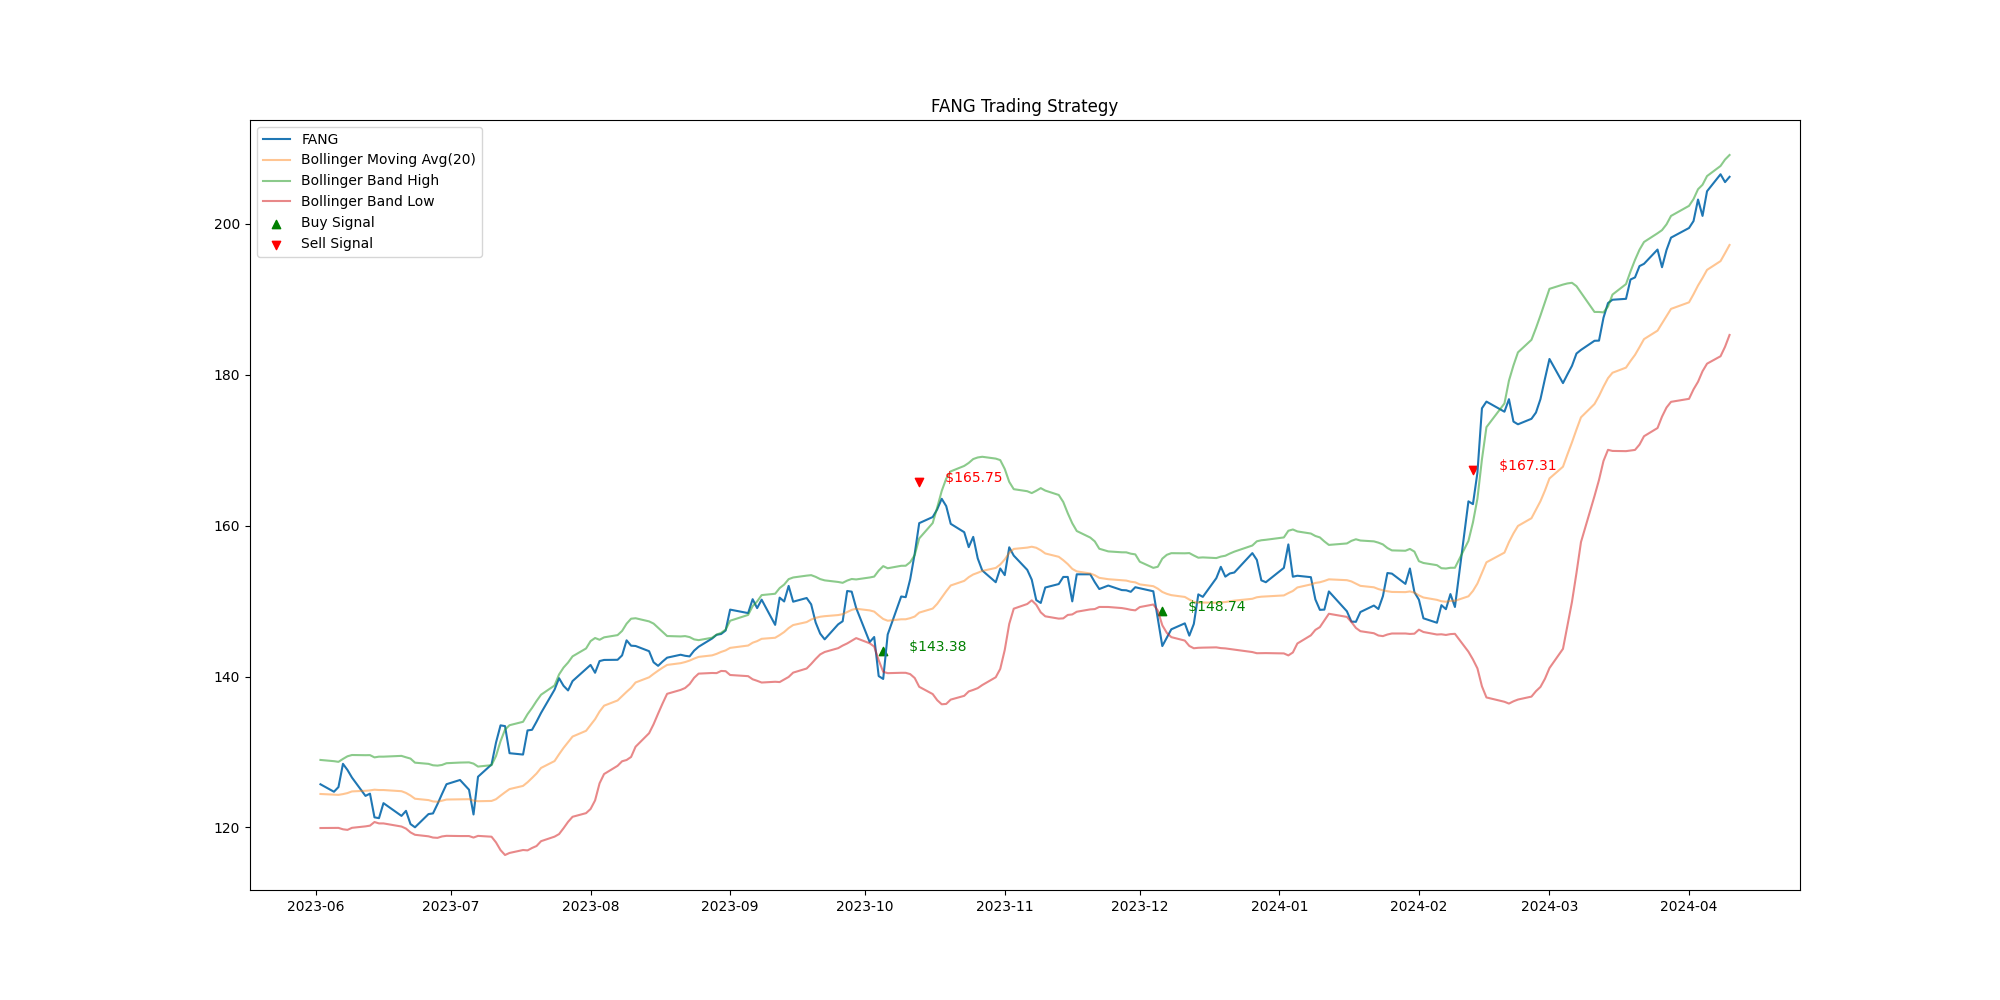 FANG Trading Strategy
FANG
Bollinger Moving Avg(20)
Bollinger Band High
Bollinger Band Low
Buy Signal
Sell Signal
200
180
160
140
120
$165.75
$167.31
$148.74
$143.38
2023-06 2023-07 2023-08 2023-09 2023-10 2023-11 2023-12 2024-01 2024-02 2024-03 2024-04